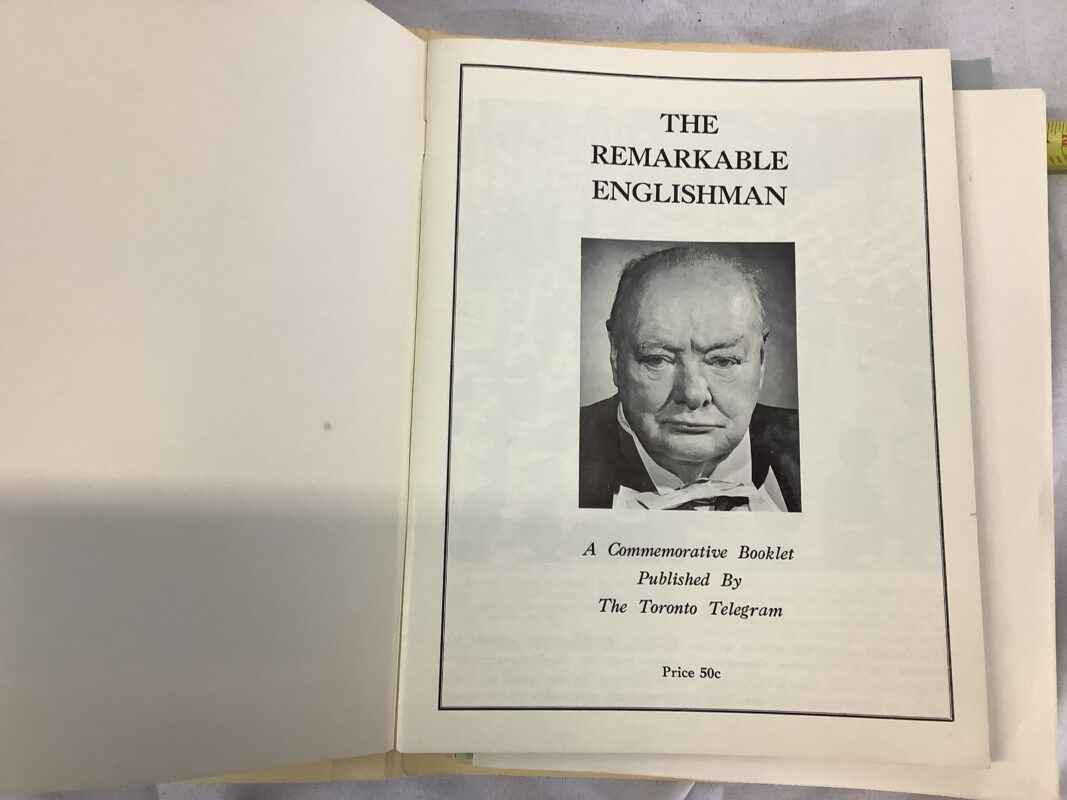 THE
REMARKABLE
ENGLISHMAN
A Commemorative Booklet
Published By
The Toronto Telegram
Price 50c